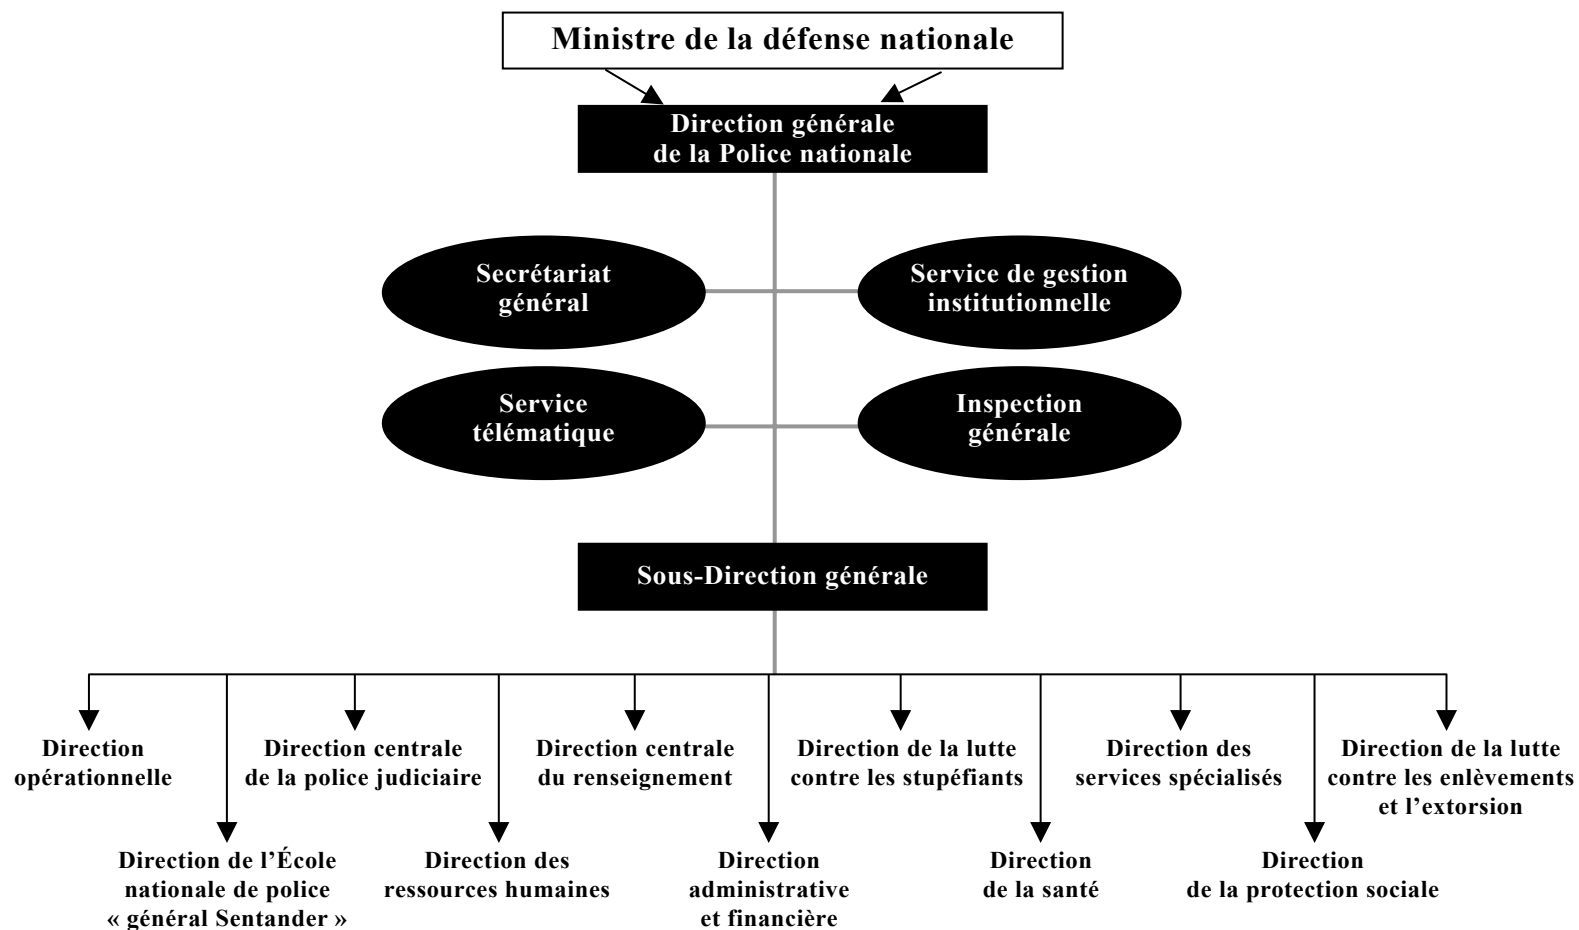 Ministre de la défense nationale
Direction générale
de la Police nationale
Secrétariat
général
Service de gestion
institutionnelle
Service
télématique
Inspection
générale
Sous-Direction générale
Direction
opérationnelle
Direction centrale
de la police judiciaire
Direction centrale
du renseignement
Direction de la lutte
contre les stupéfiants
Direction des
services spécialisés
Direction de la lutte
contre les enlèvements
et l’extorsion
Direction de l’École
nationale de police
« général Sentander »
Direction des
ressources humaines
Direction
administrative
et financière
Direction
de la santé
Direction
de la protection sociale